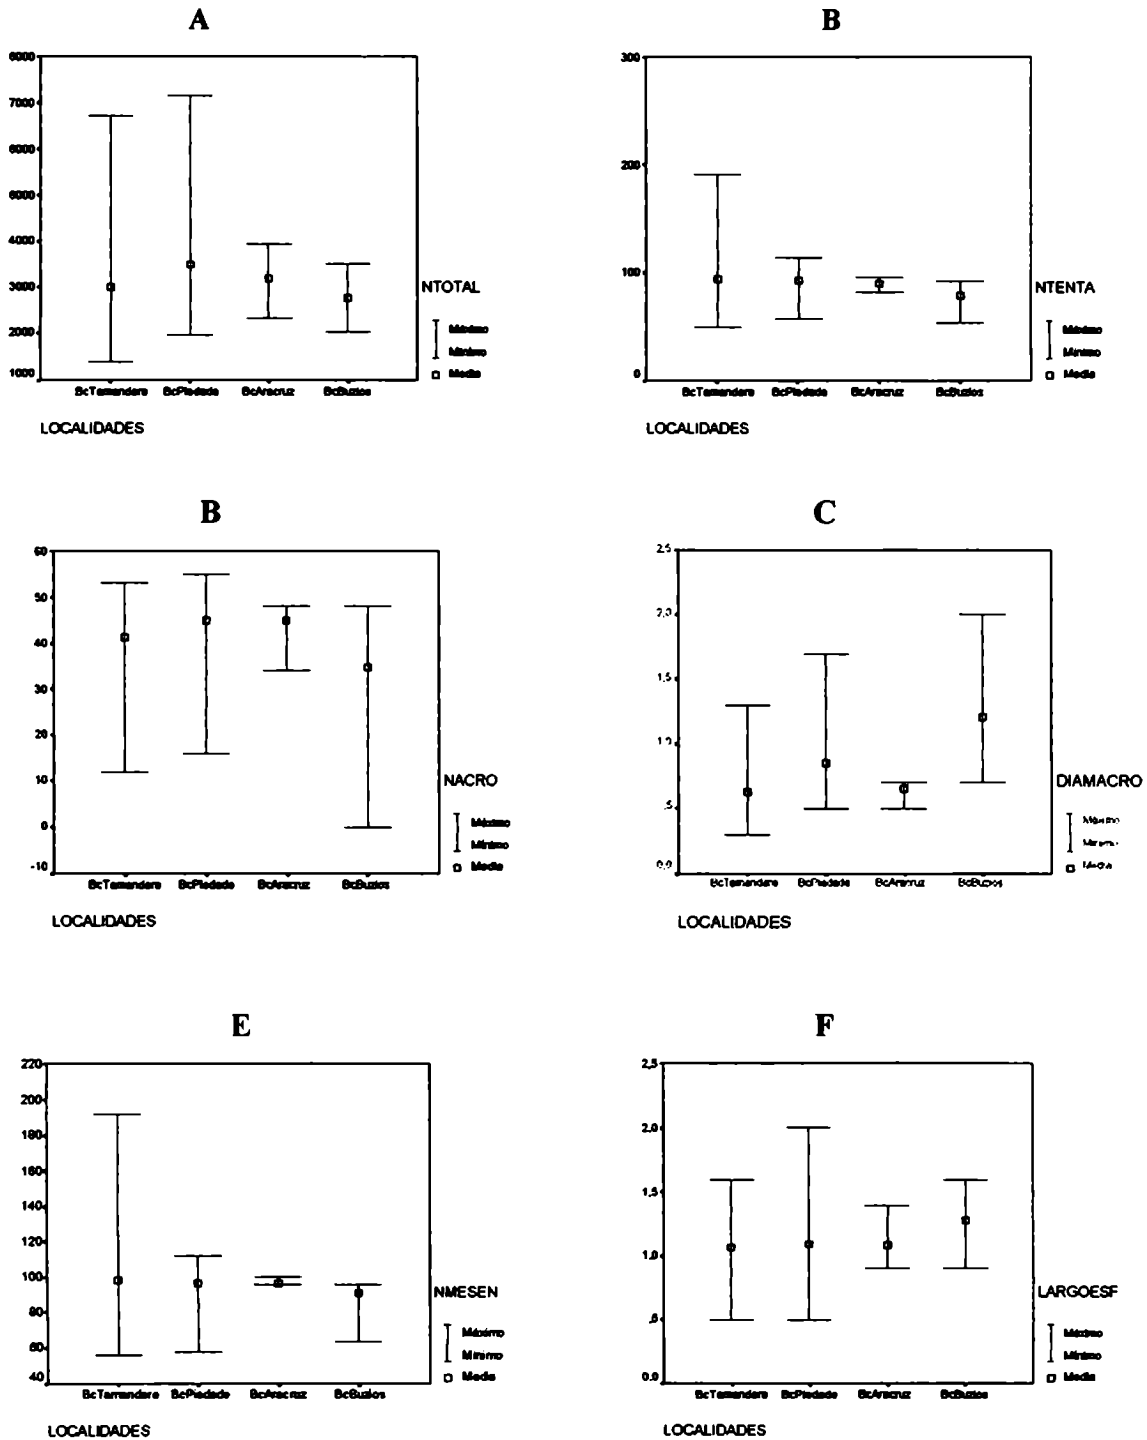 A
8000
7000
6000
5000
4000
3000
2000
1000
BcTamandare BcPiedade BcAracruz BcBuzios
LOCALIDADES
NTOTAL
Máximo
Mínimo
Media
B
300
200
100
0
BcTamandare BcPiedade BcAracruz BcBuzios
LOCALIDADES
NTENTA
Máximo
Mínimo
Media
B
60
50
40
30
20
10
0
-10
BcTamandare BcPiedade BcAracruz BcBuzios
LOCALIDADES
NACRO
Máximo
Mínimo
Media
C
2,5
2,0
1,5
1,0
,5
0,0
BcTamandare BcPiedade BcAracruz BcBuzios
LOCALIDADES
DIAMACRO
Máximo
Mínimo
Media
E
220
200
180
160
140
120
100
80
60
40
BcTamandare BcPiedade BcAracruz BcBuzios
LOCALIDADES
NMESEN
Máximo
Mínimo
Media
F
2,5
2,0
1,5
1,0
,5
0,0
BcTamandare BcPiedade BcAracruz BcBuzios
LOCALIDADES
LARGOESF
Máximo
Mínimo
Media